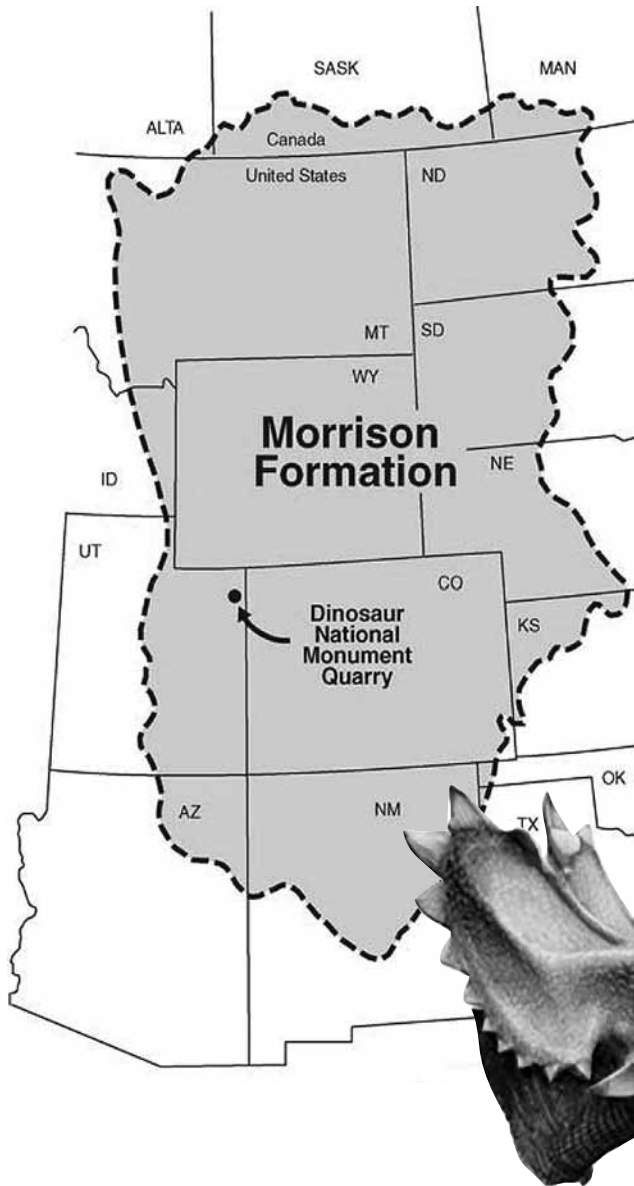 SASK
MAN
ALTA
Canada
United States
ND
MT
SD
WY
Morrison
Formation
NE
ID
UT
CO
Dinosaur
National
Monument
Quarry
KS
OK
AZ
NM
TX